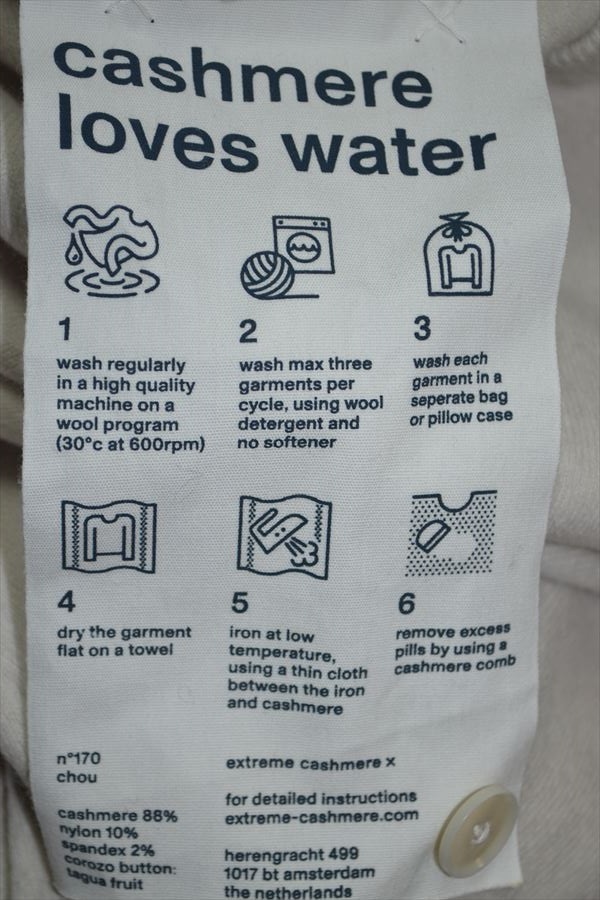 cashmere
loves water
1
wash regularly
in a high quality
machine on a
wool program
(30°c at 600rpm)
2
wash max three
garments per
cycle, using wool
detergent and
no softener
3
wash each
garment in a
seperate bag
or pillow case
4
dry the garment
flat on a towel
5
iron at low
temperature,
using a thin cloth
between the iron
and cashmere
6
remove excess
pills by using a
cashmere comb
n°170
chou
cashmere 88%
nylon 10%
spandex 2%
corozo button:
tagua fruit
extreme cashmere x
for detailed instructions
extreme-cashmere.com
herengracht 499
1017 bt amsterdam
the netherlands